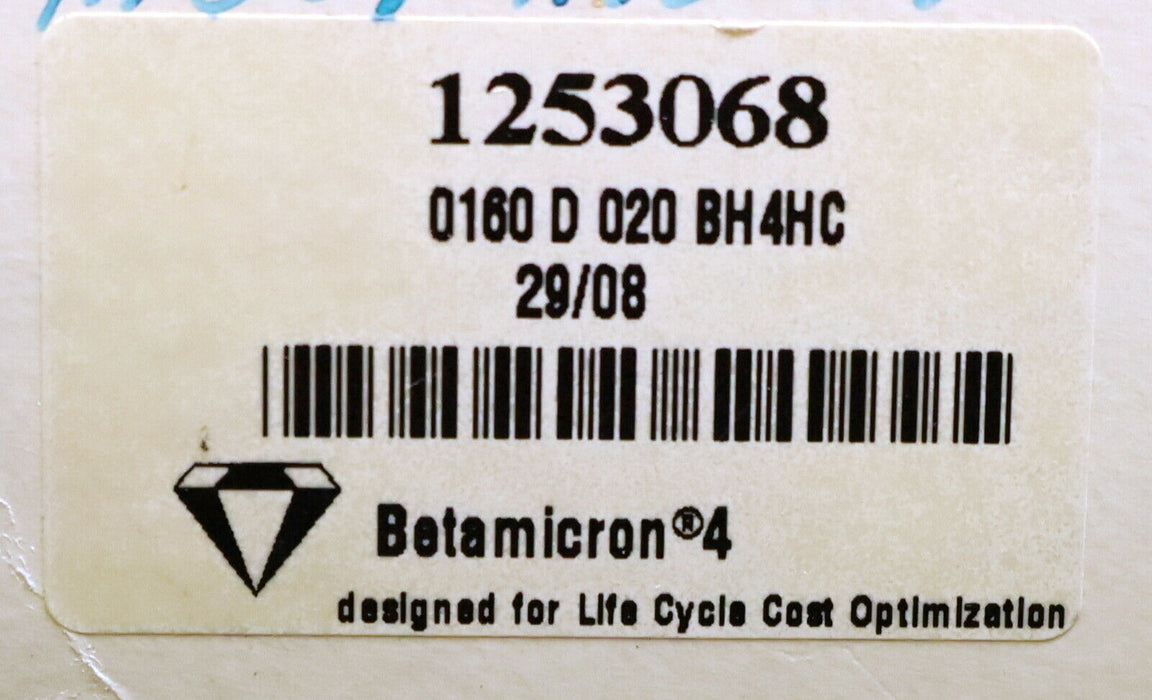 1253068
0160 D 020 BH4HC
29/08
Betamicron®4
designed for Life Cycle Cost Optimization